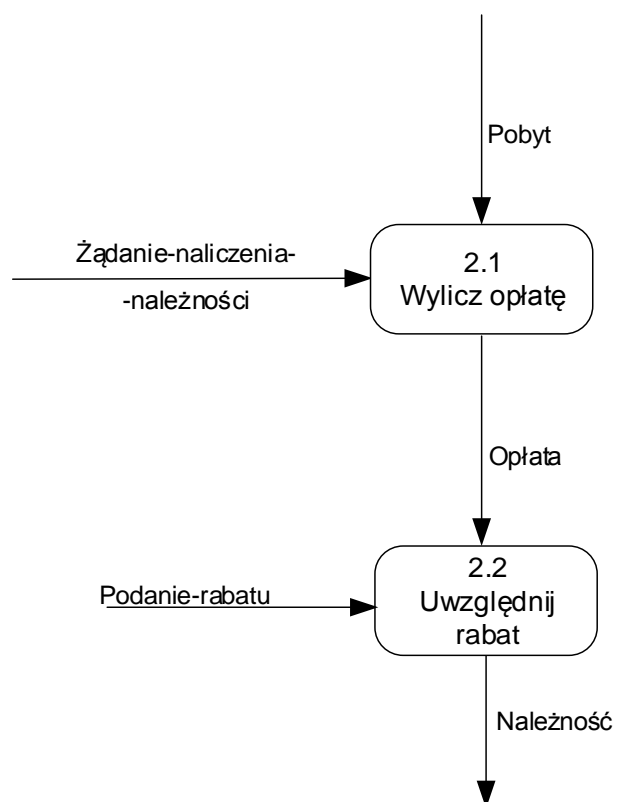 Pobyt
Żądanie-naliczenia-
-należności
2.1
Wylicz opłatę
Opłata
Podanie-rabatu
2.2
Uwzględnij
rabat
Należność